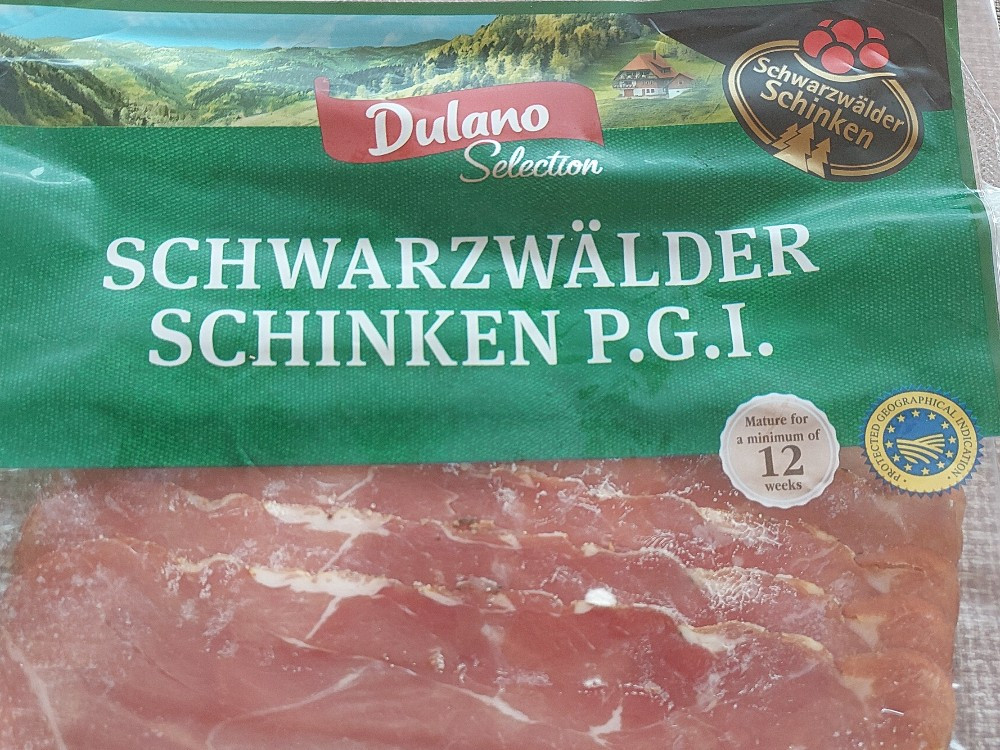 Dulano
Selection
Schwarzwälder
Schinken
SCHWARZWÄLDER
SCHINKEN P.G.I.
Mature for
a minimum of
12
weeks
PROTECTED GEOGRAPHICAL INDICATION